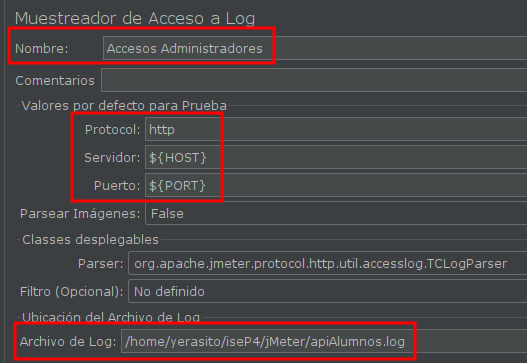 Muestreador de Acceso a Log
Nombre: Accesos Administradores
Comentarios
Valores por defecto para Prueba
Protocol: http
Servidor: ${HOST}
Puerto: ${PORT}
Parsear Imágenes: False
Classes desplegables
Parser: org.apache.jmeter.protocol.http.util.accesslog.TCLogParser
Filtro (Opcional): No definido
Ubicación del Archivo de Log
Archivo de Log: /home/yerasito/iseP4/jMeter/apiAlumnos.log